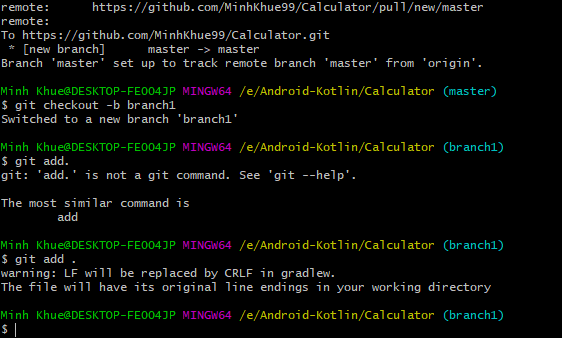 remote:      https://github.com/MinhKhue99/Calculator/pull/new/master
remote:
To https://github.com/MinhKhue99/Calculator.git
 * [new branch]      master -> master
Branch 'master' set up to track remote branch 'master' from 'origin'.

Minh Khue@DESKTOP-FEOO4JP MINGW64 /e/Android-Kotlin/Calculator (master)
$ git checkout -b branch1
Switched to a new branch 'branch1'

Minh Khue@DESKTOP-FEOO4JP MINGW64 /e/Android-Kotlin/Calculator (branch1)
$ git add.
git: 'add.' is not a git command. See 'git --help'.

The most similar command is
        add

Minh Khue@DESKTOP-FEOO4JP MINGW64 /e/Android-Kotlin/Calculator (branch1)
$ git add .
warning: LF will be replaced by CRLF in gradlew.
The file will have its original line endings in your working directory

Minh Khue@DESKTOP-FEOO4JP MINGW64 /e/Android-Kotlin/Calculator (branch1)
$